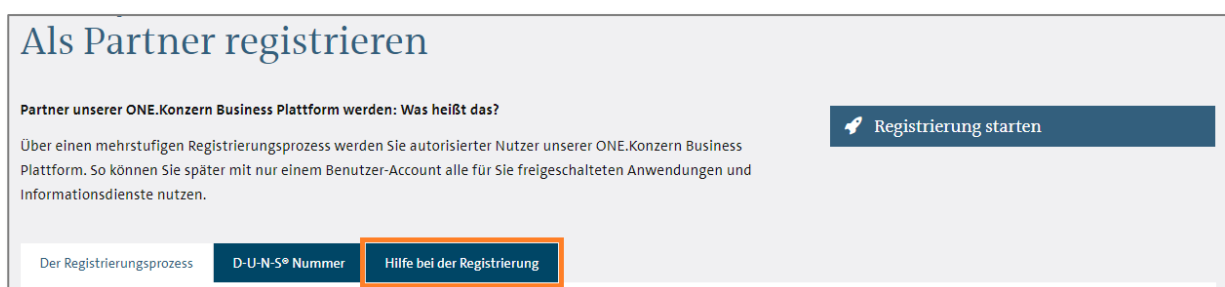 Als Partner registrieren
Partner unserer ONE.Konzern Business Plattform werden: Was heißt das?
Registrierung starten
Über einen mehrstufigen Registrierungsprozess werden Sie autorisierter Nutzer unserer ONE.Konzern Business
Plattform. So können Sie später mit nur einem Benutzer-Account alle für Sie freigeschalteten Anwendungen und
Informationsdienste nutzen.
Der Registrierungsprozess D-U-N-S® Nummer Hilfe bei der Registrierung